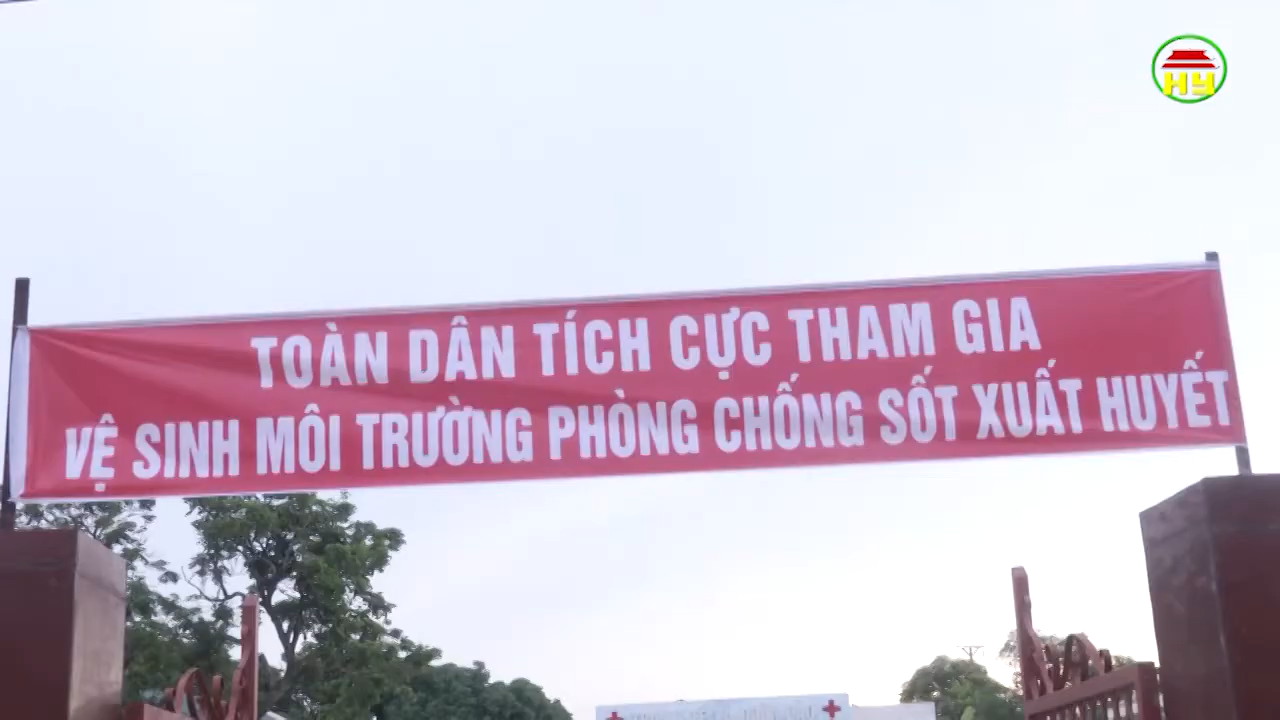 HY
TOÀN DÂN TÍCH CỰC THAM GIA
VỆ SINH MÔI TRƯỜNG PHÒNG CHỐNG SỐT XUẤT HUYẾT